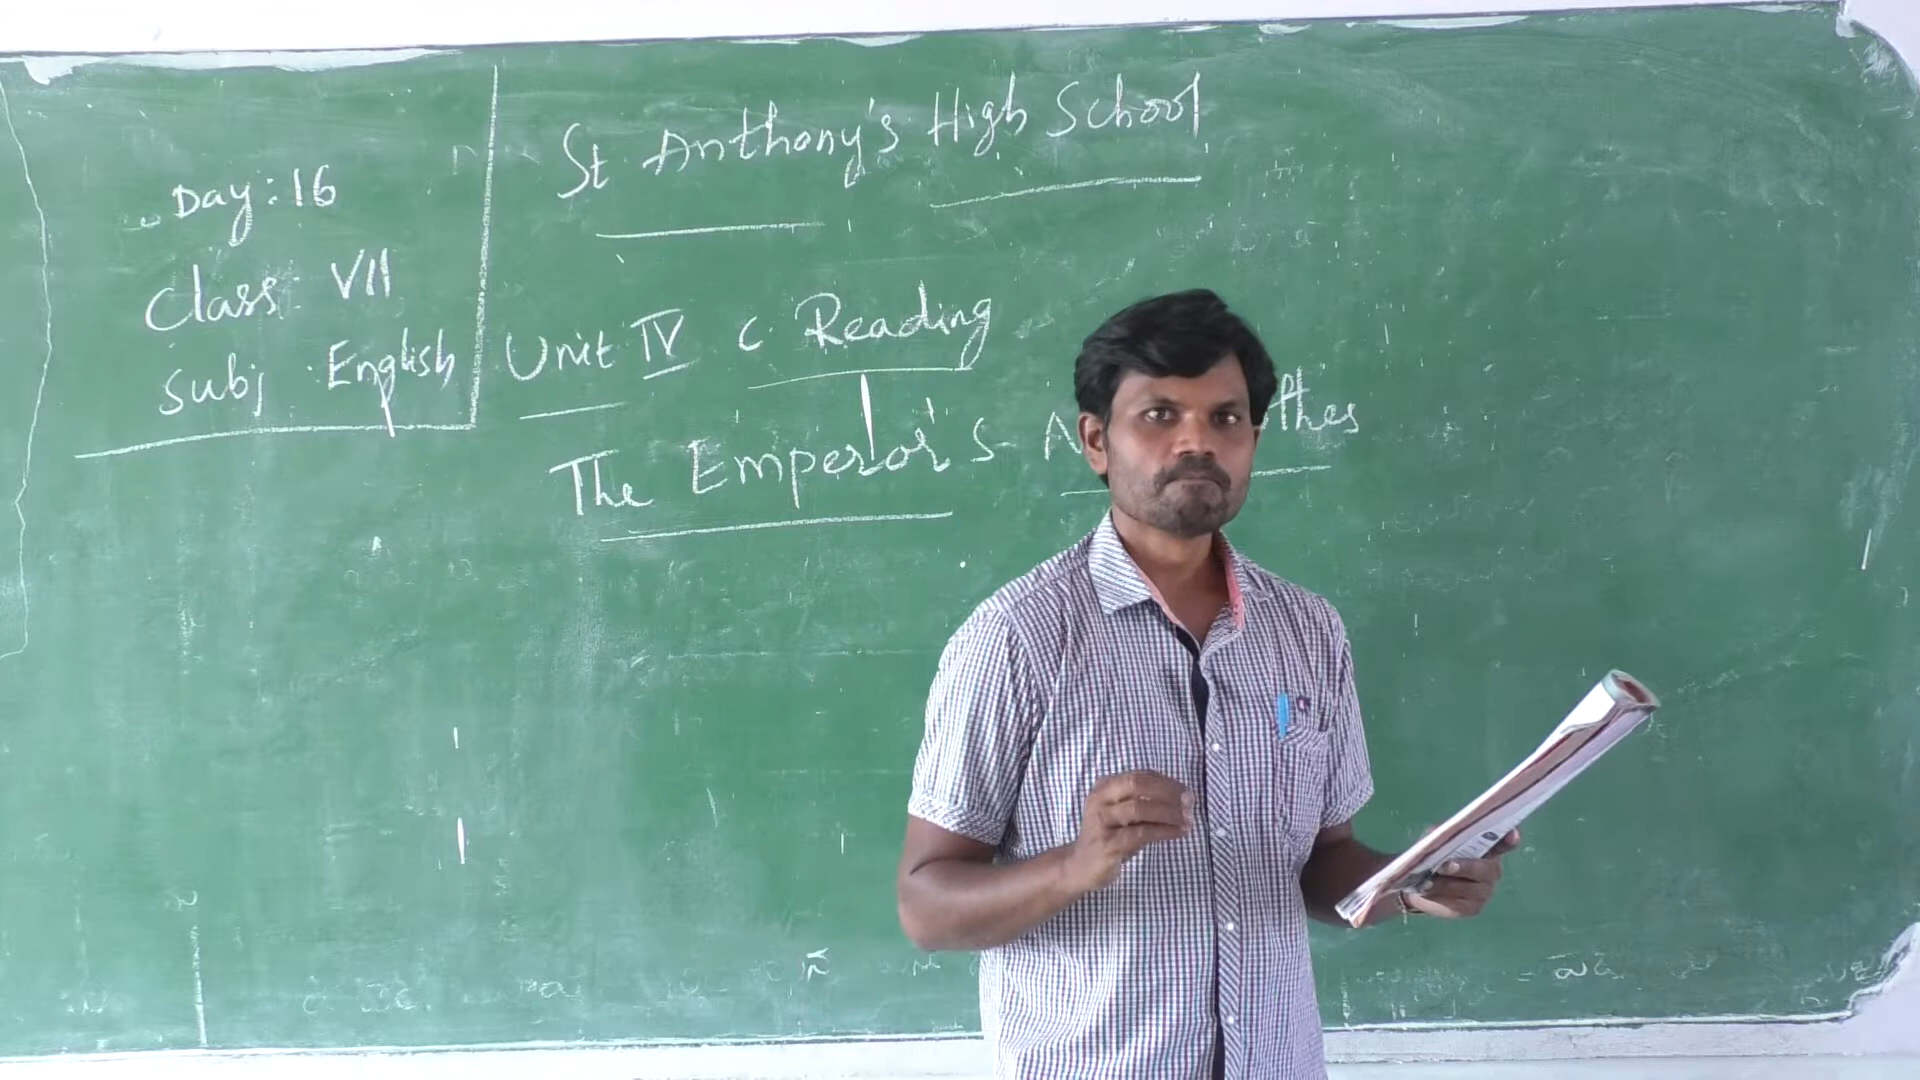 St Anthony's High School
Day: 16
Class: VII
Subj: English
Unit IV C Reading
The Emperor's